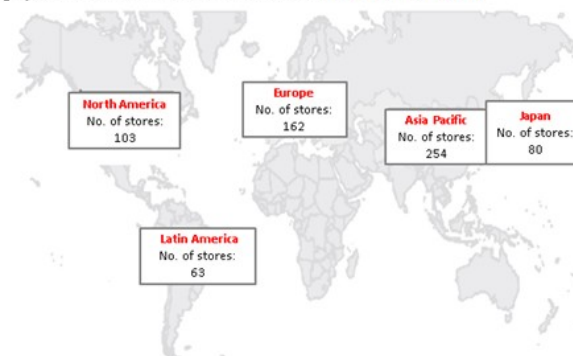 North America
No. of stores:
103
Europe
No. of stores:
162
Asia Pacific
No. of stores:
254
Japan
No. of stores:
80
Latin America
No. of stores:
63